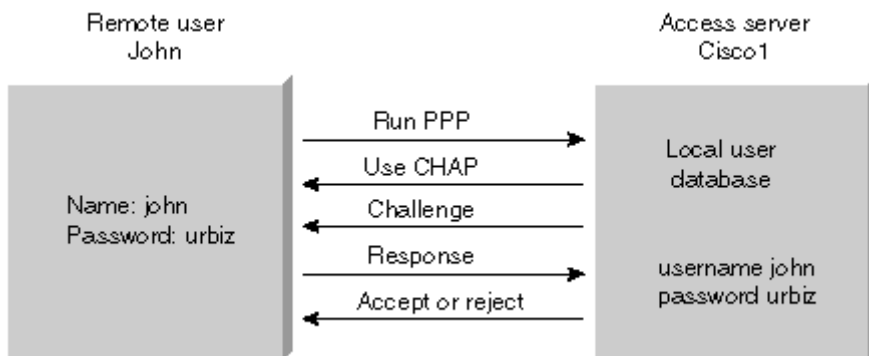 Remote user
John
Access server
Cisco1
Run PPP
Use CHAP
Challenge
Response
Accept or reject
Name: john
Password: urbiz
Local user
database
username john
password urbiz